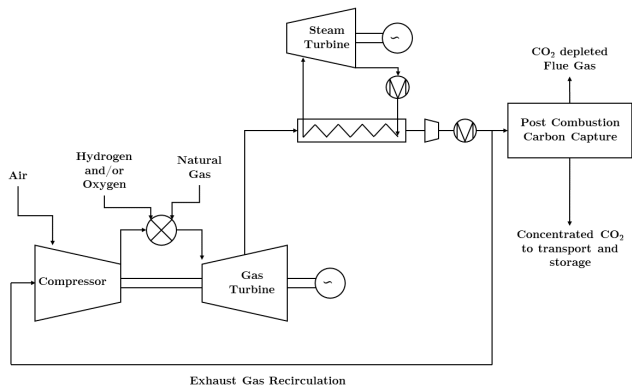 Steam
Turbine
~
CO2 depleted
Flue Gas
Post Combustion
Carbon Capture
Hydrogen
and/or
Oxygen
Natural
Gas
Air
Concentrated CO2
to transport and
storage
Compressor
Gas
Turbine
~
Exhaust Gas Recirculation